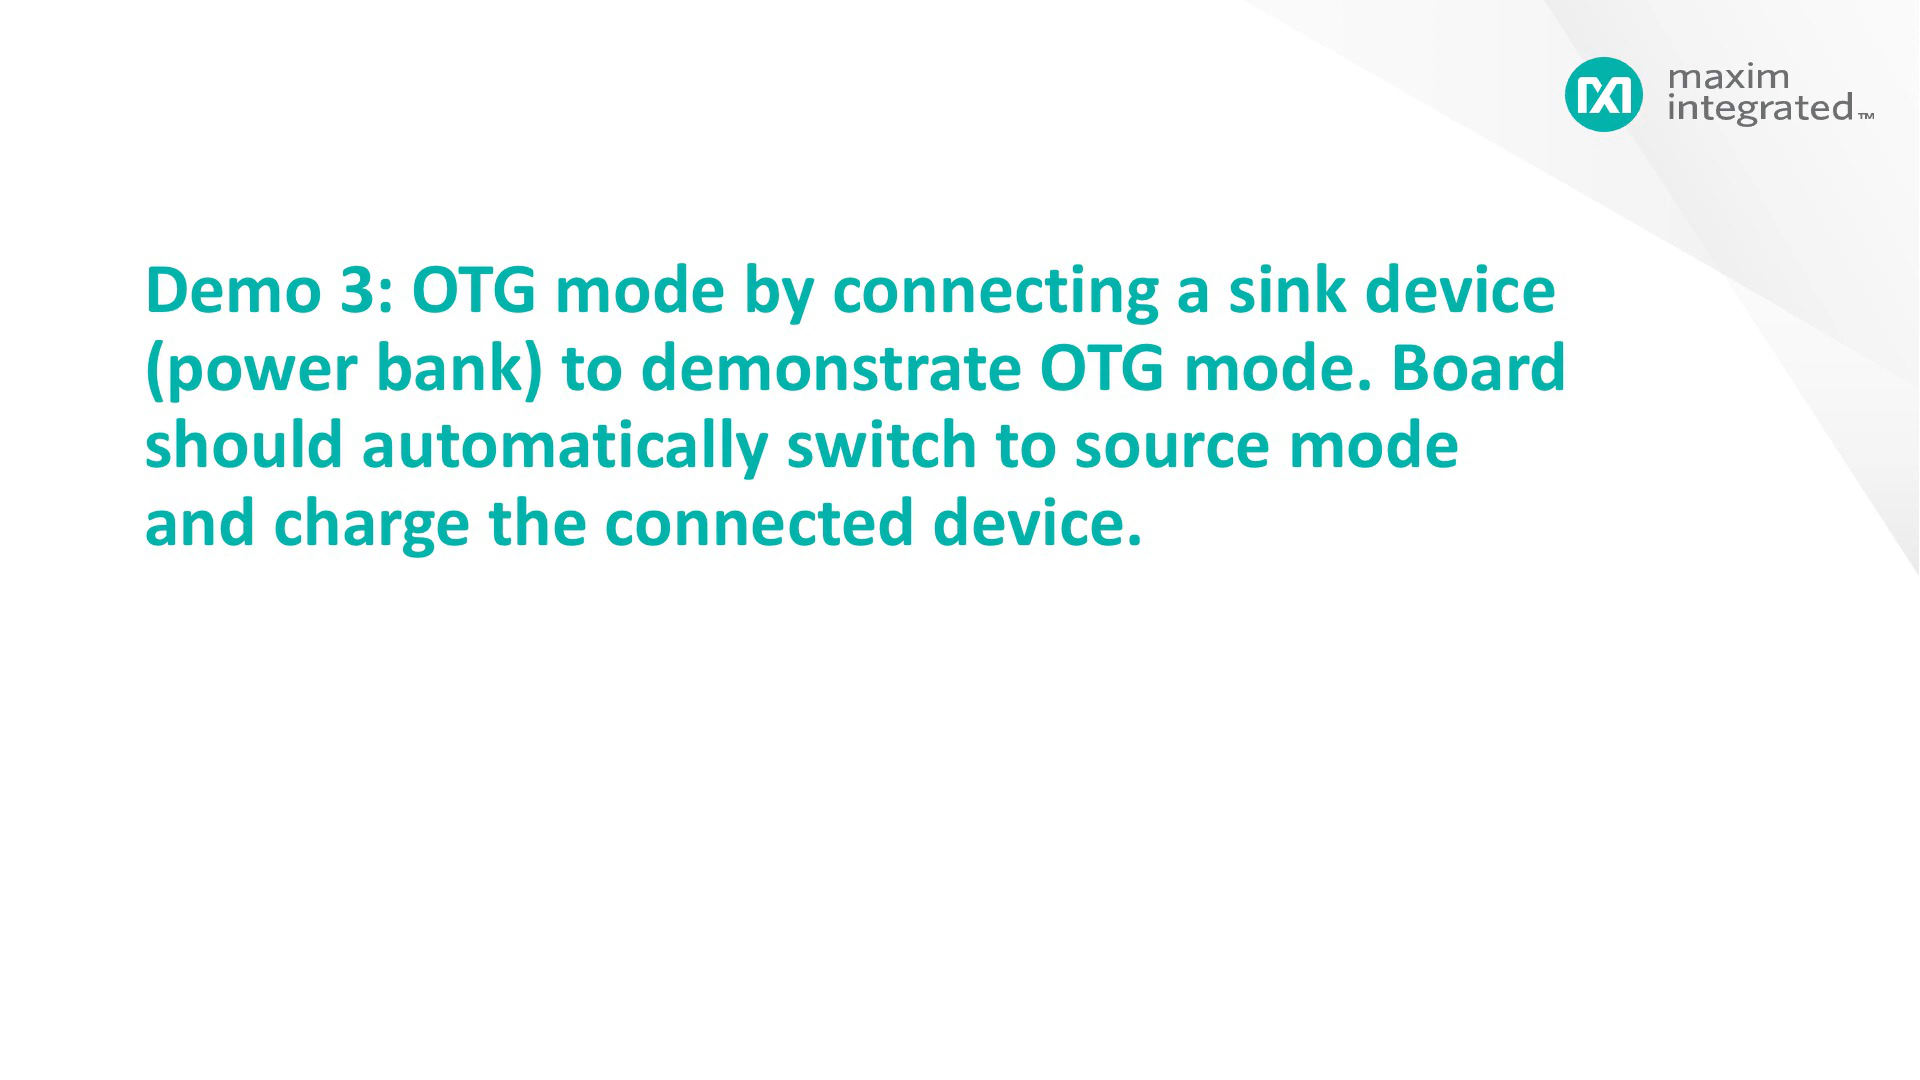 maxim
integrated™
Demo 3: OTG mode by connecting a sink device
(power bank) to demonstrate OTG mode. Board
should automatically switch to source mode
and charge the connected device.